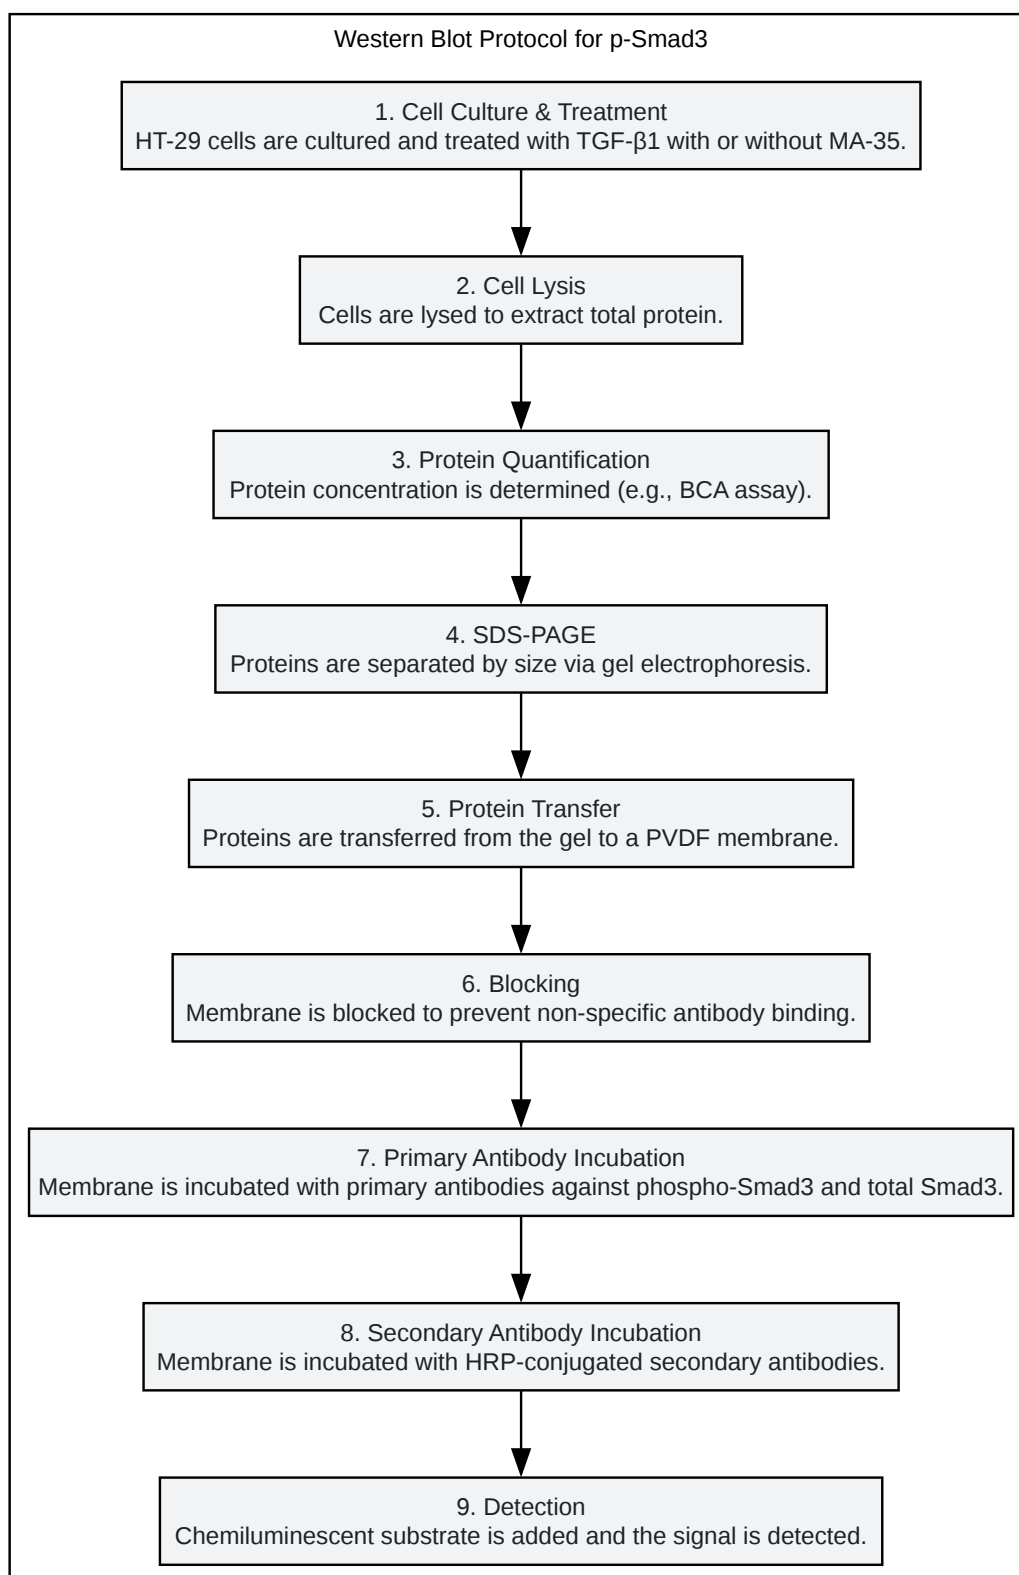 Western Blot Protocol for p-Smad3
1. Cell Culture & Treatment
HT-29 cells are cultured and treated with TGF-β1 with or without MA-35.
2. Cell Lysis
Cells are lysed to extract total protein.
3. Protein Quantification
Protein concentration is determined (e.g., BCA assay).
4. SDS-PAGE
Proteins are separated by size via gel electrophoresis.
5. Protein Transfer
Proteins are transferred from the gel to a PVDF membrane.
6. Blocking
Membrane is blocked to prevent non-specific antibody binding.
7. Primary Antibody Incubation
Membrane is incubated with primary antibodies against phospho-Smad3 and total Smad3.
8. Secondary Antibody Incubation
Membrane is incubated with HRP-conjugated secondary antibodies.
9. Detection
Chemiluminescent substrate is added and the signal is detected.